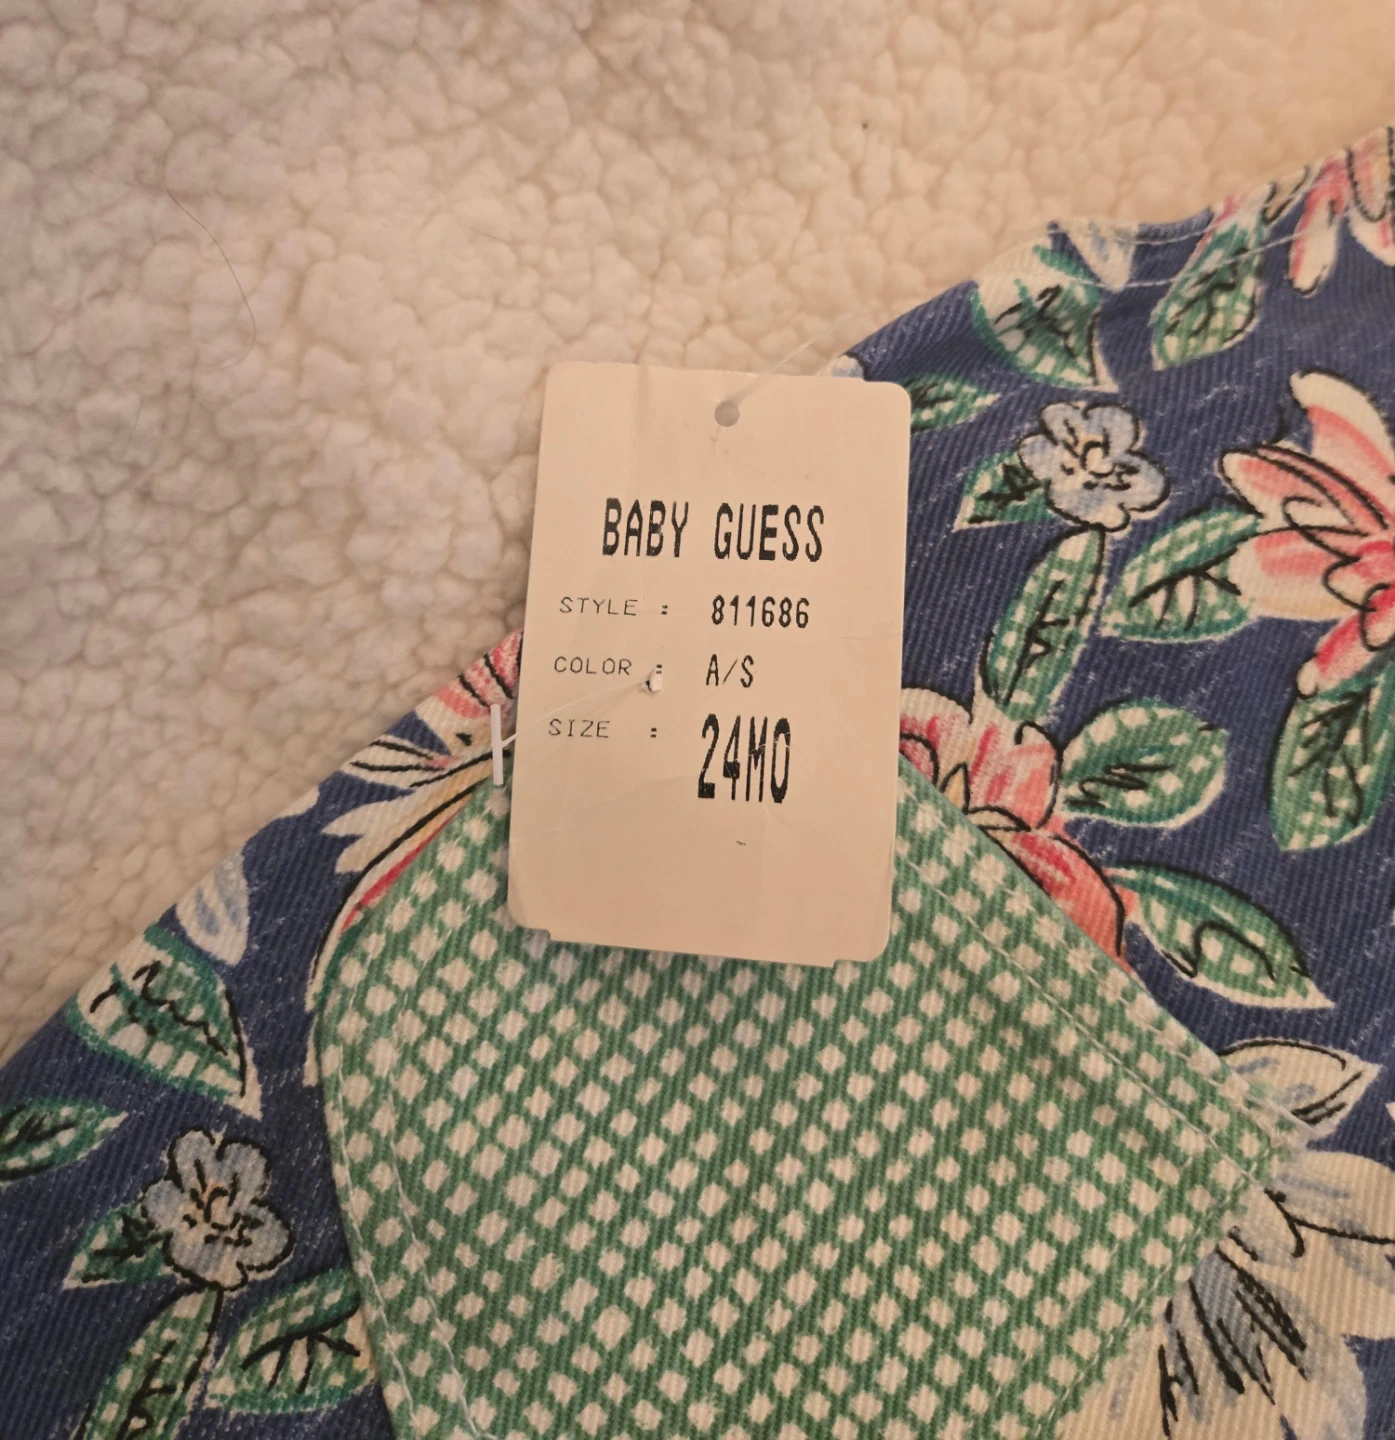 BABY GUESS
STYLE : 811686
COLOR : A/S
SIZE : 24MO